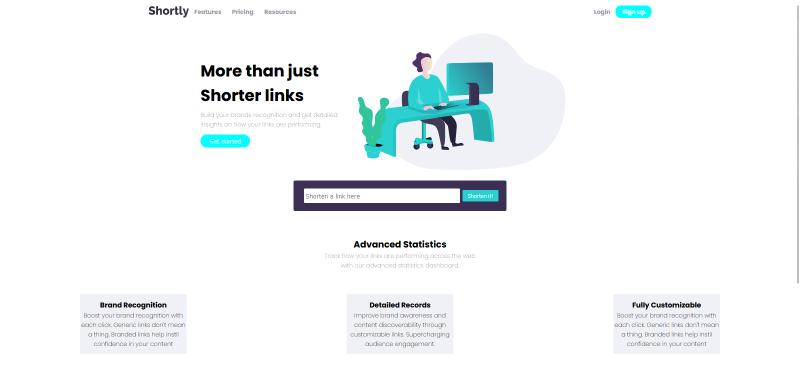 Shortly Features Pricing Resources Login Sign up
More than just
Shorter links
Build your brands recognition and get detailed
insights on how your links are performing.
Get started
Shorten a link here Shorten it!
Advanced Statistics
Track how your links are performing across the web
with our advanced statistics dashboard.
Brand Recognition
Boost your brand recognition with
each click. Generic links don't mean
a thing. Branded links help instil
confidence in your content
Detailed Records
Improve brand awareness and
content discoverability through
customizable links. Supercharging
audience engagement.
Fully Customizable
Boost your brand recognition with
each click. Generic links don't mean
a thing. Branded links help instil
confidence in your content